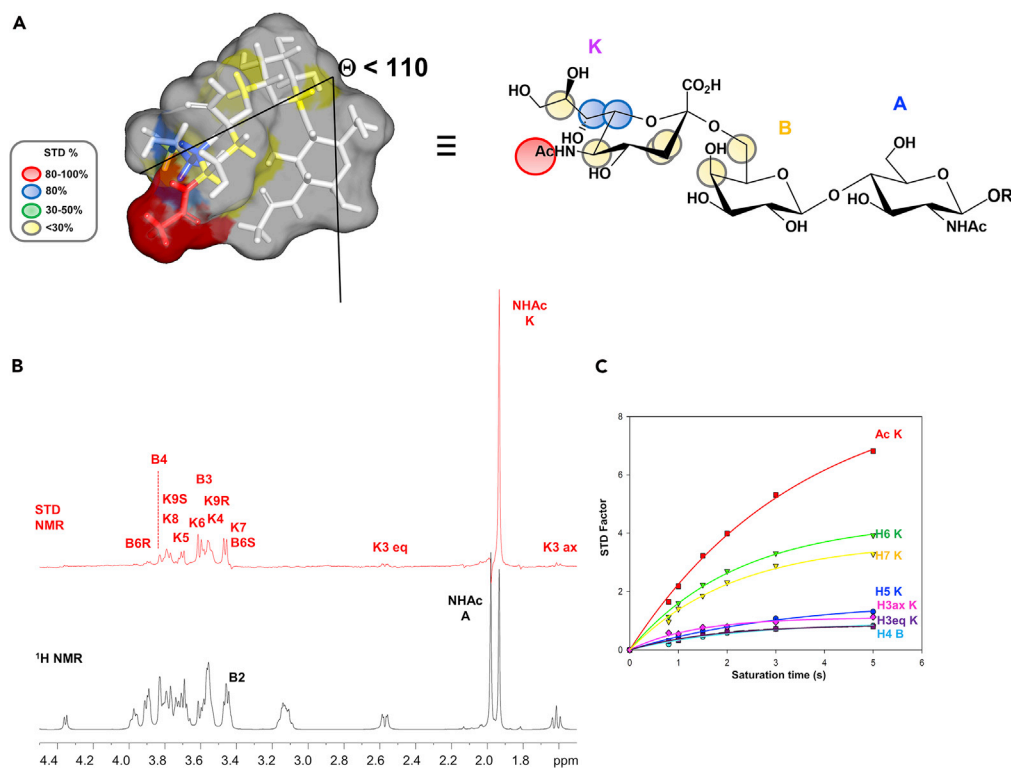 A
Θ < 110
STD %
80-100%
80%
30-50%
<30%
≡
K
B
A
OH
HO
CO₂H
O
O
HO
AcHN
HO
OH
O
HO
OH
O
OH
HO
O
NHAc
OR
B
STD
NMR
B6R
B4
K9S
K8
K5
K6
B3
K9R
K4
K7
B6S
K3 eq
NHAc
K
K3 ax
¹H NMR
B2
NHAc
A
4.4 4.2 4.0 3.8 3.6 3.4 3.2 3.0 2.8 2.6 2.4 2.2 2.0 1.8 ppm
C
STD Factor
8
6
4
2
0
Ac K
H6 K
H7 K
H5 K
H3ax K
H3eq K
H4 B
0 1 2 3 4 5 6
Saturation time (s)